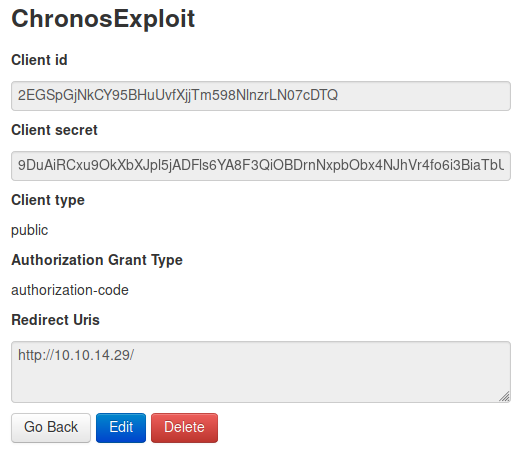 ChronosExploit
Client id
2EGSpGjNkCY95BHuUvfXjjTm598NlnzrLN07cDTQ
Client secret
9DuAiRCxu9OkXbXJpl5jADFls6YA8F3QiOBDrnNxpbObx4NJhVr4fo6i3BiaTbU
Client type
public
Authorization Grant Type
authorization-code
Redirect Uris
http://10.10.14.29/
Go Back Edit Delete